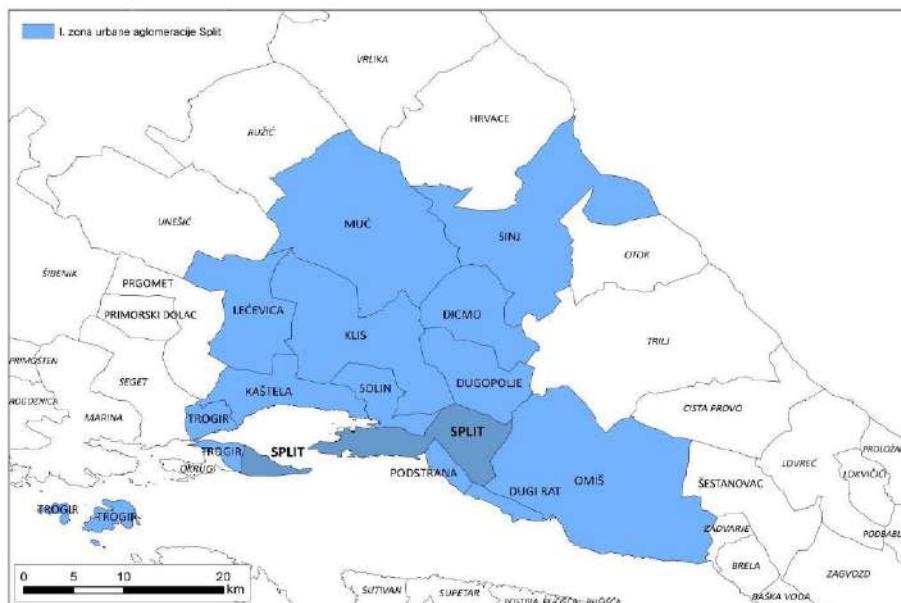 I. zona urbane aglomeracije Split
VRLIKA
HRVACE
RUŽIĆ
MUĆ
UNEŠIĆ
SINJ
OTOK
ŠIBENIK
PRGOMET
LEĆEVICA
PRIMORSKI DOLAC
DICMO
KLIS
TRILJ
PRIMOŠTEN
SEGET
KAŠTELA
SOLIN
DUGOPOLJE
ROGOZNICA
MARINA
TROGIR
CISTA PROVO
SPLIT
TROGIR
SPLIT
PROLOŽAC
LOVREĆ
OKRUG
PODSTRANA
OMIŠ
LOKVIČIĆI
DUGI RAT
ŠESTANOVAC
TROGIR
TROGIR
ZADVARJE
BRELA
ZAGVOZD
0 5 10 20
km
SUTIVAN
SUPETAR
PUČIŠĆA
BAŠKA VODA